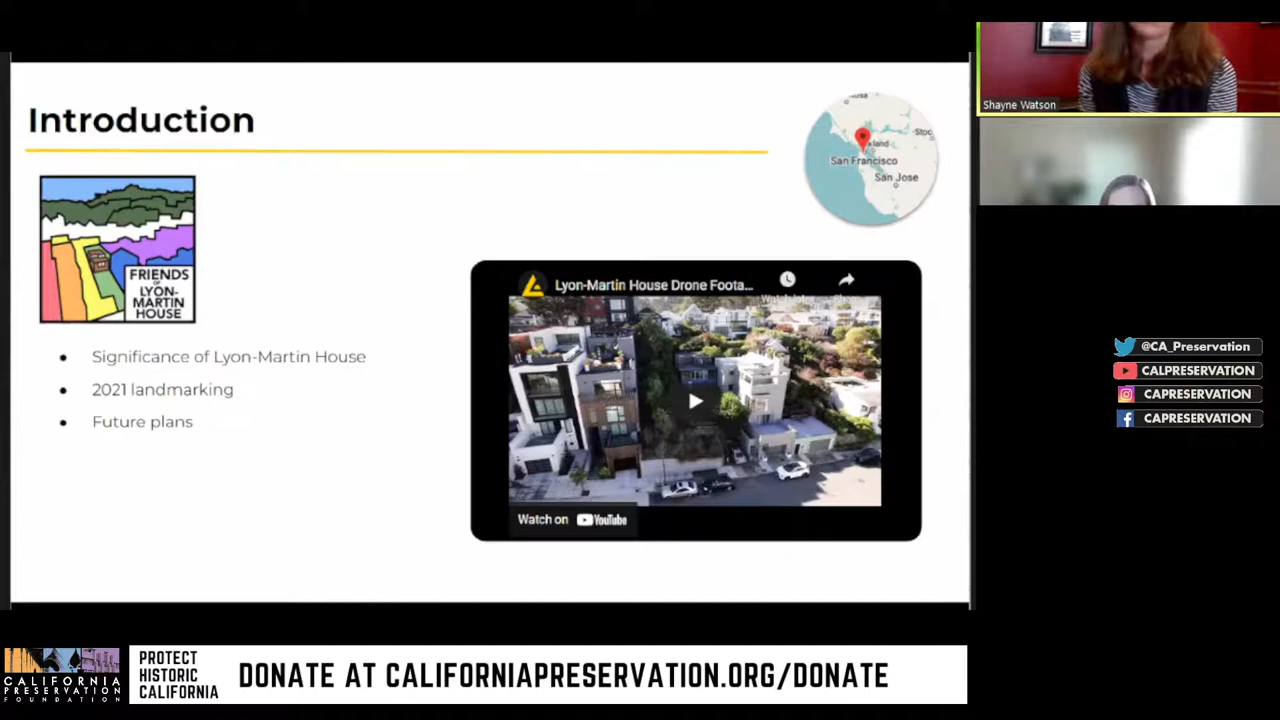 Introduction
San Francisco
San Jose
Stoc
FRIENDS
OF
LYON-
MARTIN
HOUSE
Lyon-Martin House Drone Foota...
Watch on YouTube
● Significance of Lyon-Martin House
● 2021 landmarking
● Future plans
Shayne Watson
@CA_Preservation
CALPRESERVATION
CAPRESERVATION
CAPRESERVATION
CALIFORNIA
PRESERVATION
FOUNDATION
PROTECT
HISTORIC
CALIFORNIA
DONATE AT CALIFORNIAPRESERVATION.ORG/DONATE